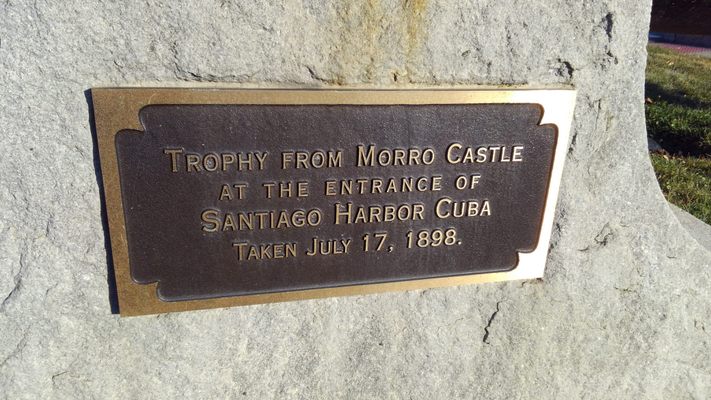 Trophy from Morro Castle
at the entrance of
Santiago Harbor Cuba
Taken July 17, 1898.